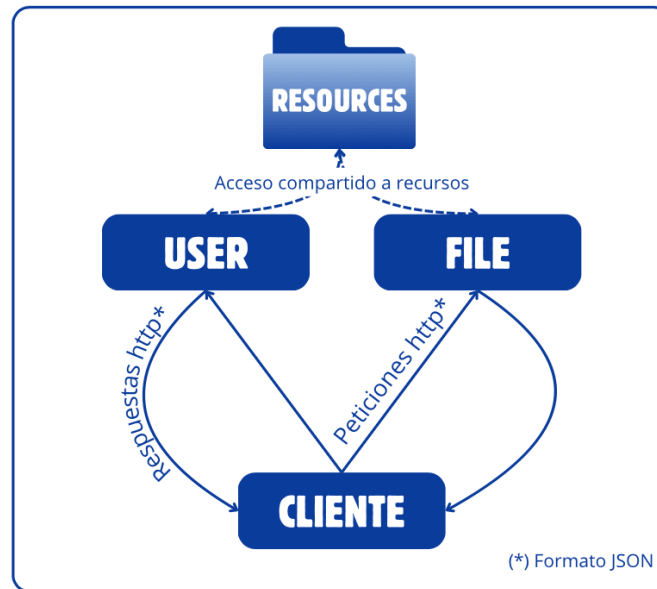 RESOURCES
Acceso compartido a recursos
USER
FILE
Respuestas http*
Peticiones http*
CLIENTE
(*) Formato JSON